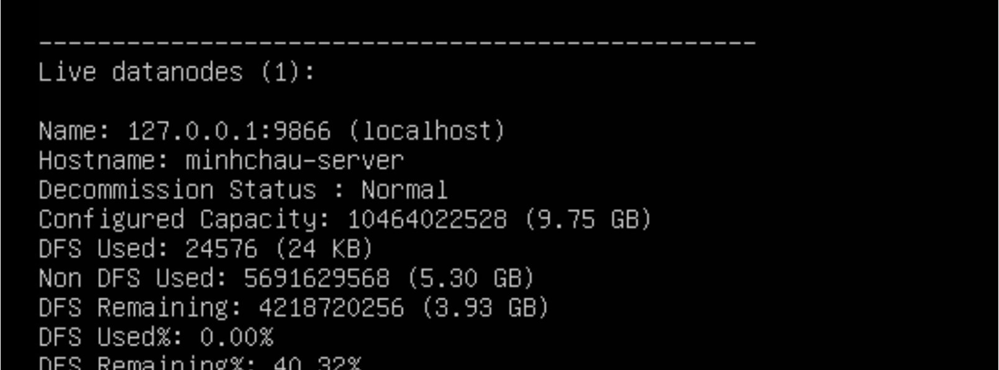 -------------------------------------------------
Live datanodes (1):
Name: 127.0.0.1:9866 (localhost)
Hostname: minhchau-server
Decommission Status : Normal
Configured Capacity: 10464022528 (9.75 GB)
DFS Used: 24576 (24 KB)
Non DFS Used: 5691629568 (5.30 GB)
DFS Remaining: 4218720256 (3.93 GB)
DFS Used%: 0.00%
DFS Remaining%: 40.32%